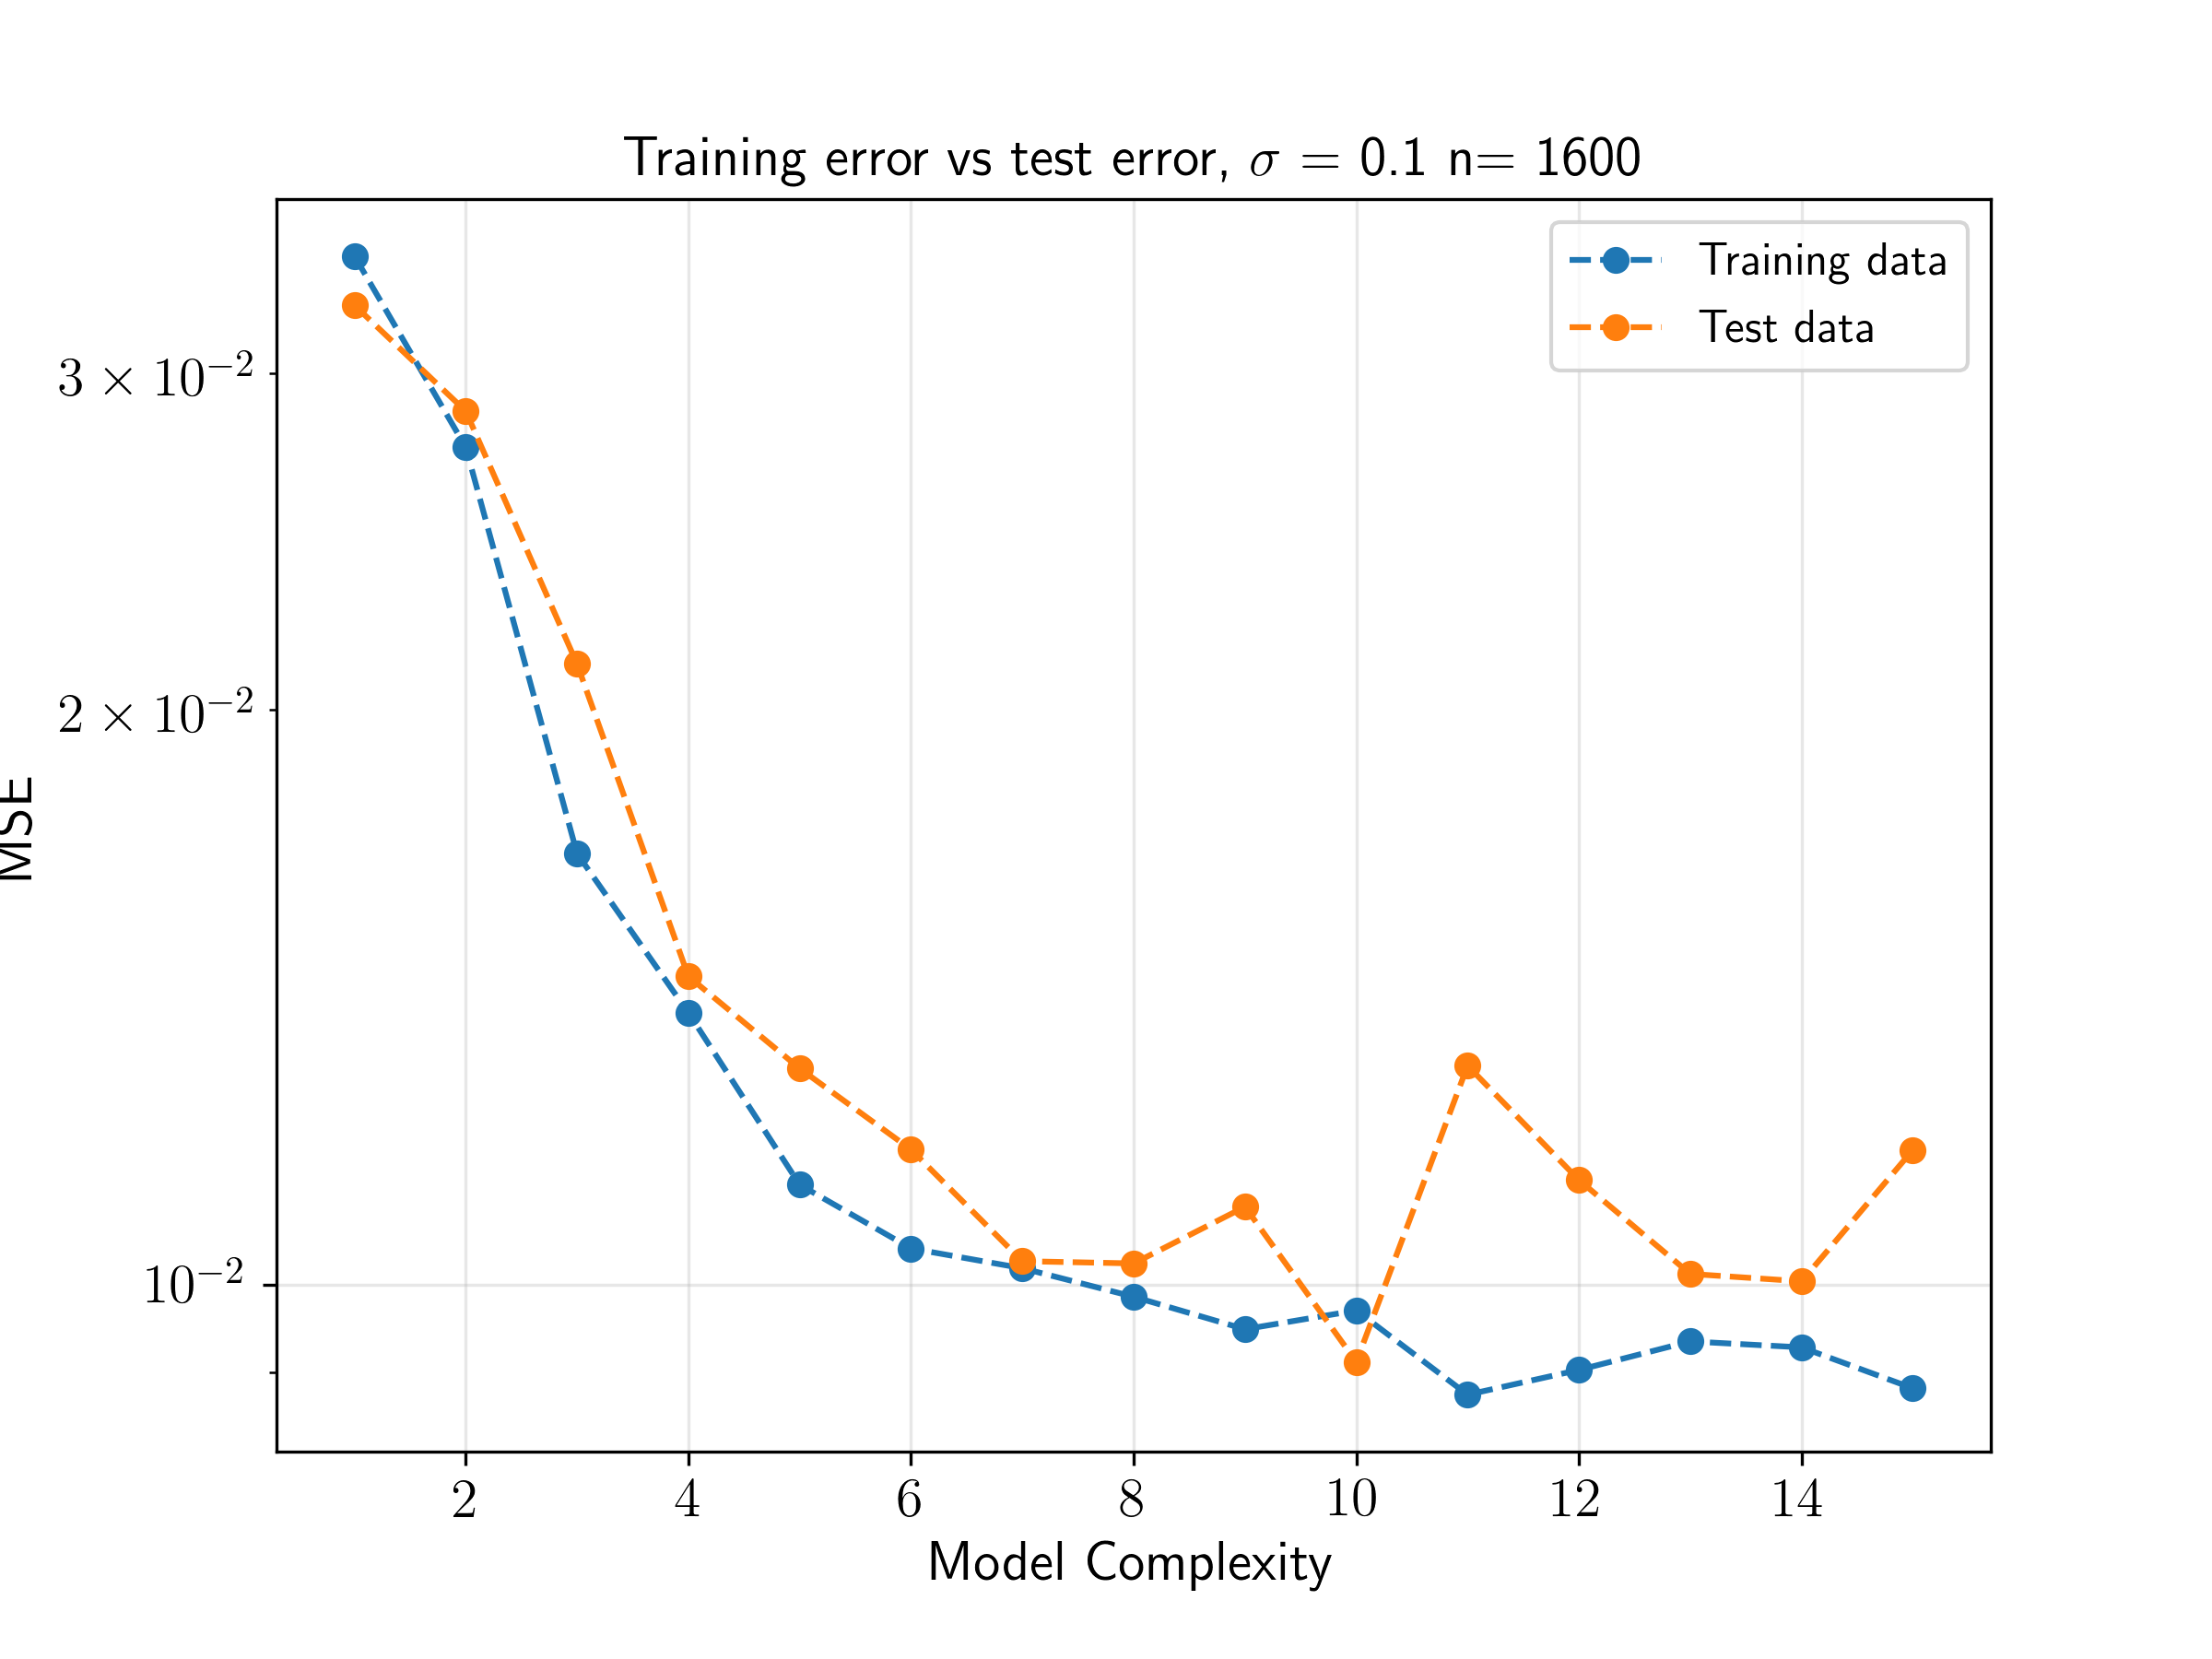 Training error vs test error, σ = 0.1 n= 1600
Training data
Test data
3 × 10⁻²
2 × 10⁻²
10⁻²
MSE
2 4 6 8 10 12 14
Model Complexity